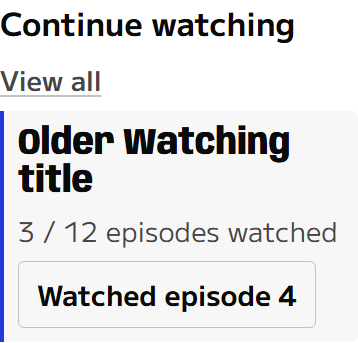 Continue watching
View all
Older Watching
title
3 / 12 episodes watched
Watched episode 4